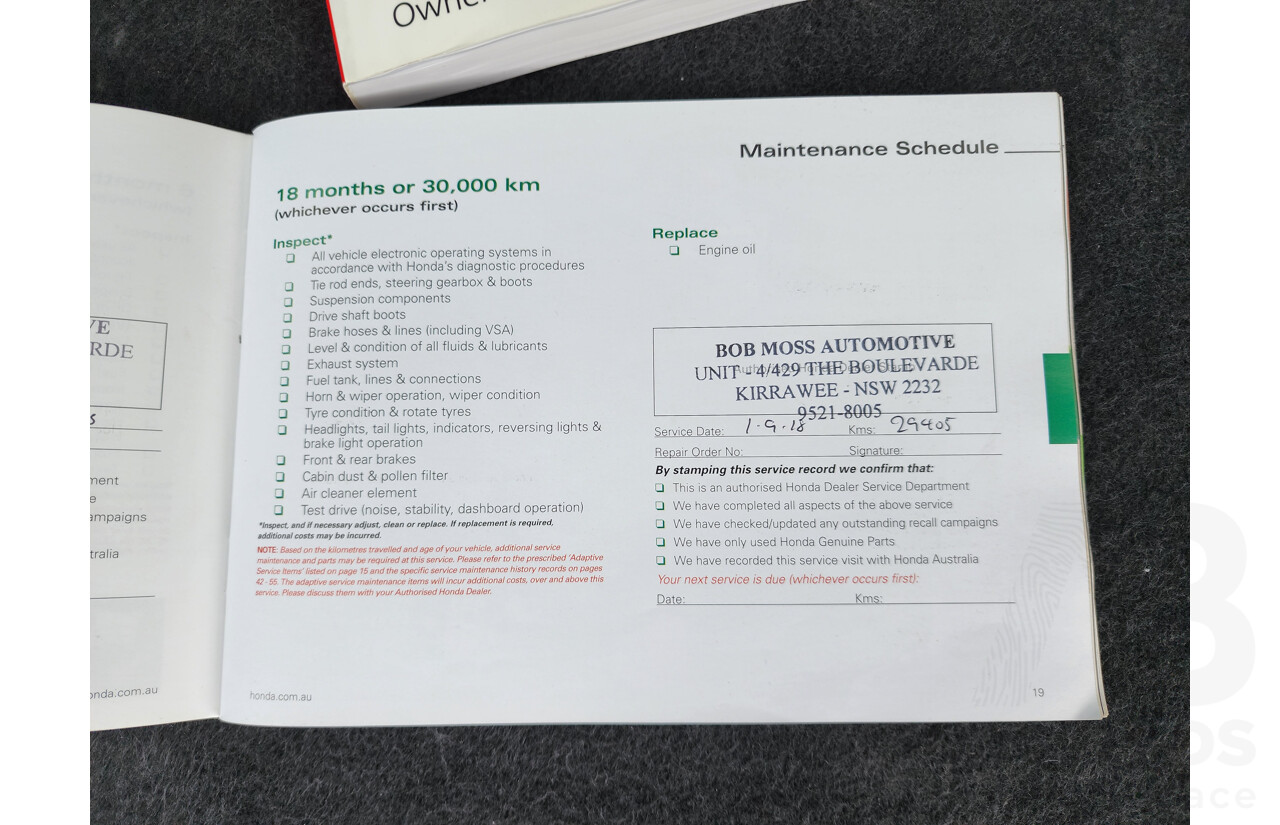 Owne
VE
RDE
s
ment
e
ampaigns
tralia
onda.com.au
Maintenance Schedule
18 months or 30,000 km
(whichever occurs first)
Inspect*
All vehicle electronic operating systems in
accordance with Honda's diagnostic procedures
Tie rod ends, steering gearbox & boots
Suspension components
Drive shaft boots
Brake hoses & lines (including VSA)
Level & condition of all fluids & lubricants
Exhaust system
Fuel tank, lines & connections
Horn & wiper operation, wiper condition
Tyre condition & rotate tyres
Headlights, tail lights, indicators, reversing lights &
brake light operation
Front & rear brakes
Cabin dust & pollen filter
Air cleaner element
Test drive (noise, stability, dashboard operation)
*Inspect, and if necessary adjust, clean or replace. If replacement is required,
additional costs may be incurred.
NOTE: Based on the kilometres travelled and age of your vehicle, additional service
maintenance and parts may be required at this service. Please refer to the prescribed 'Adaptive
Service Items' listed on page 15 and the specific service maintenance history records on pages
42 - 55. The adaptive service maintenance items will incur additional costs, over and above this
service. Please discuss them with your Authorised Honda Dealer.
honda.com.au
Replace
Engine oil
BOB MOSS AUTOMOTIVE
UNIT - 4/429 THE BOULEVARDE
KIRRAWEE - NSW 2232
9521-8005
Service Date: 1.9.18 Kms: 29405
Repair Order No: Signature:
By stamping this service record we confirm that:
This is an authorised Honda Dealer Service Department
We have completed all aspects of the above service
We have checked/updated any outstanding recall campaigns
We have only used Honda Genuine Parts
We have recorded this service visit with Honda Australia
Your next service is due (whichever occurs first):
Date: Kms:
19